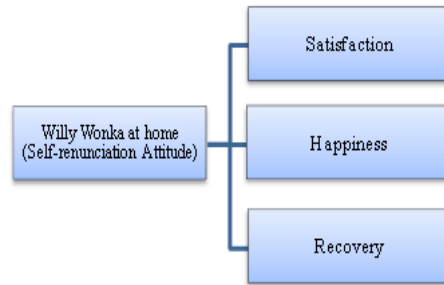 Willy Wonka at home
(Self-renunciation Attitude)
Satisfaction
Happiness
Recovery